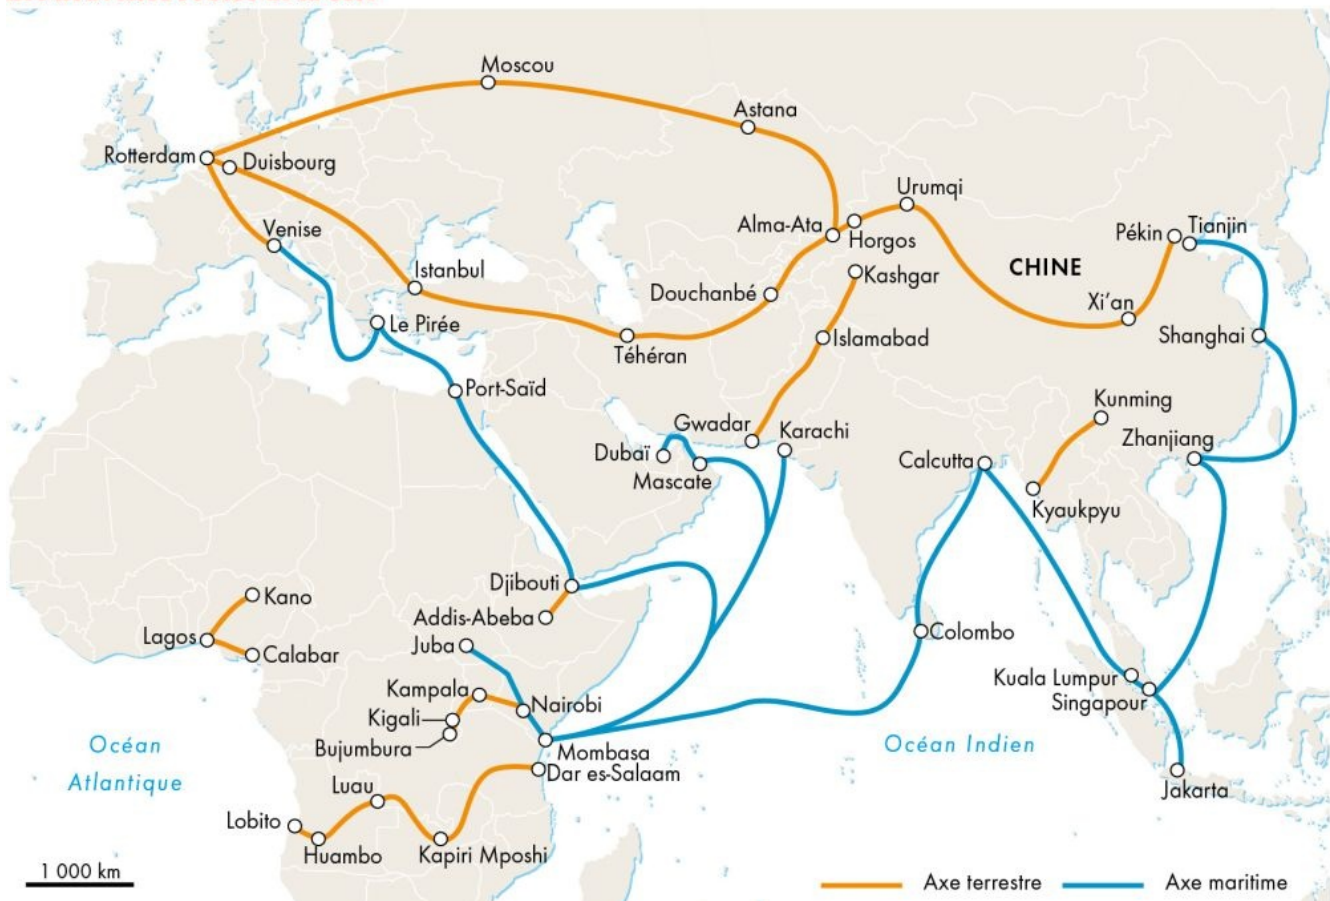 Moscou
Astana
Rotterdam
Duisbourg
Urumqi
Venise
Alma-Ata
Horgos
Pékin
Tianjin
Istanbul
Kashgar
CHINE
Douchanbé
Le Pirée
Xi'an
Téhéran
Islamabad
Shanghai
Port-Saïd
Kunming
Gwadar
Karachi
Dubaï
Mascate
Calcutta
Zhanjiang
Kyaukpyu
Djibouti
Kano
Addis-Abeba
Lagos
Calabar
Juba
Colombo
Kampala
Nairobi
Kuala Lumpur
Singapour
Kigali
Bujumbura
Océan
Atlantique
Mombasa
Océan Indien
Dar es-Salaam
Luau
Jakarta
Lobito
Huambo
Kapiri Mposhi
1 000 km
Axe terrestre
Axe maritime